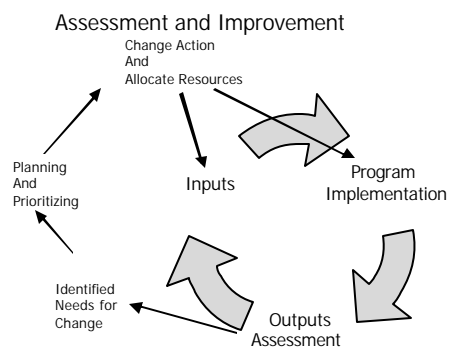 Assessment and Improvement
Change Action
And
Allocate Resources
Inputs
Program
Implementation
Outputs
Assessment
Identified
Needs for
Change
Planning
And
Prioritizing